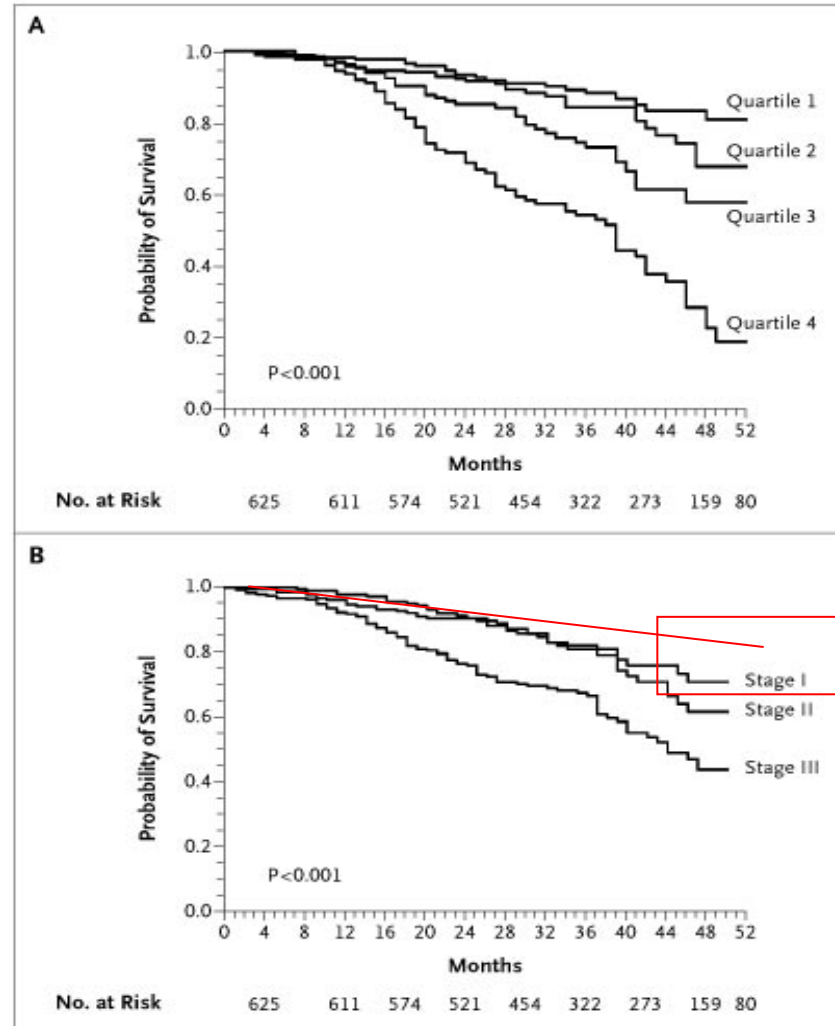 A
1.0
0.8
0.6
0.4
0.2
0.0
Probability of Survival
Quartile 1
Quartile 2
Quartile 3
Quartile 4
P<0.001
0 4 8 12 16 20 24 28 32 36 40 44 48 52
Months
No. at Risk 625 611 574 521 454 322 273 159 80
B
1.0
0.8
0.6
0.4
0.2
0.0
Probability of Survival
Stage I
Stage II
Stage III
P<0.001
0 4 8 12 16 20 24 28 32 36 40 44 48 52
Months
No. at Risk 625 611 574 521 454 322 273 159 80